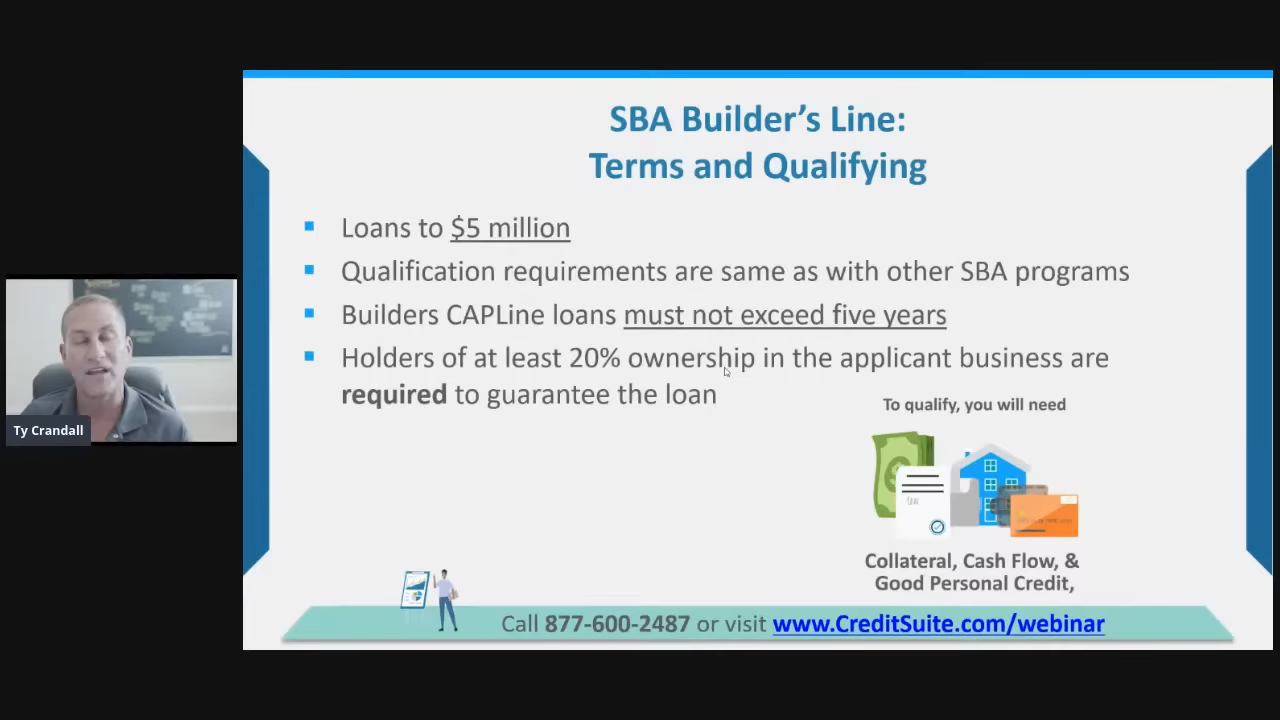 SBA Builder’s Line:
Terms and Qualifying
Loans to $5 million
Qualification requirements are same as with other SBA programs
Builders CAPLine loans must not exceed five years
Holders of at least 20% ownership in the applicant business are
required to guarantee the loan
To qualify, you will need
Collateral, Cash Flow, &
Good Personal Credit,
Ty Crandall
Call 877-600-2487 or visit www.CreditSuite.com/webinar